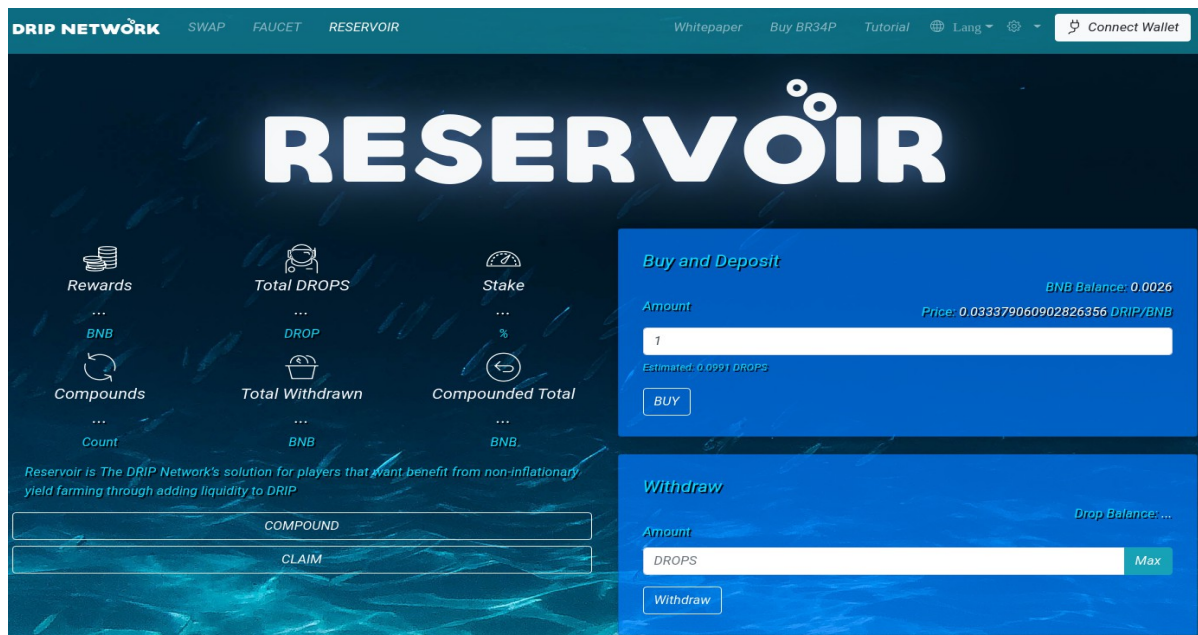 DRIP NETWORK SWAP FAUCET RESERVOIR Whitepaper Buy BR34P Tutorial Lang Connect Wallet
RESERVOIR
Rewards Total DROPS Stake
... ... ...
BNB DROP %
Compounds Total Withdrawn Compounded Total
... ... ...
Count BNB BNB
Reservoir is The DRIP Network's solution for players that want benefit from non-inflationary
yield farming through adding liquidity to DRIP
COMPOUND
CLAIM
Buy and Deposit
BNB Balance: 0.0026
Amount Price: 0.033379060902826356 DRIP/BNB
1
Estimated: 0.0991 DROPS
BUY
Withdraw
Drop Balance: ...
Amount
DROPS Max
Withdraw